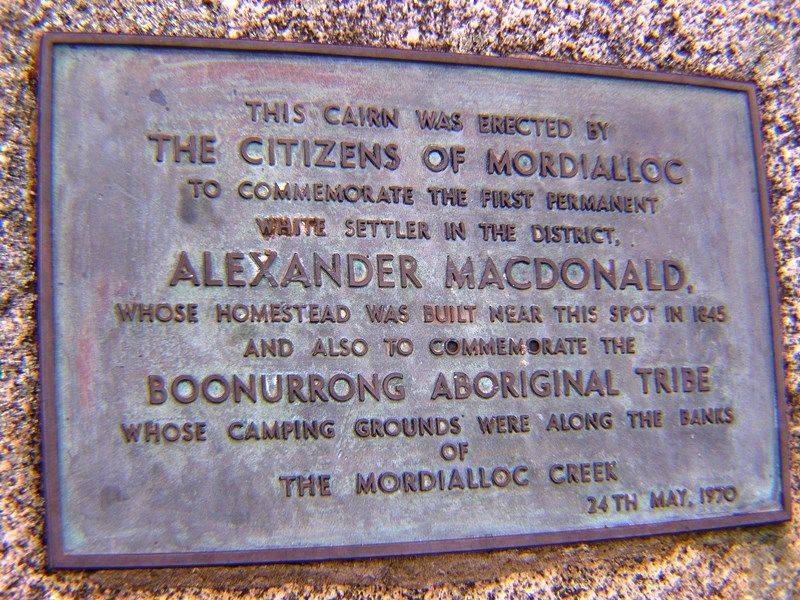 THIS CAIRN WAS ERECTED BY
THE CITIZENS OF MORDIALLOC
TO COMMEMORATE THE FIRST PERMANENT
WHITE SETTLER IN THE DISTRICT,
ALEXANDER MACDONALD,
WHOSE HOMESTEAD WAS BUILT NEAR THIS SPOT IN 1845
AND ALSO TO COMMEMORATE THE
BOONURRONG ABORIGINAL TRIBE
WHOSE CAMPING GROUNDS WERE ALONG THE BANKS
OF
THE MORDIALLOC CREEK
24TH MAY, 1970